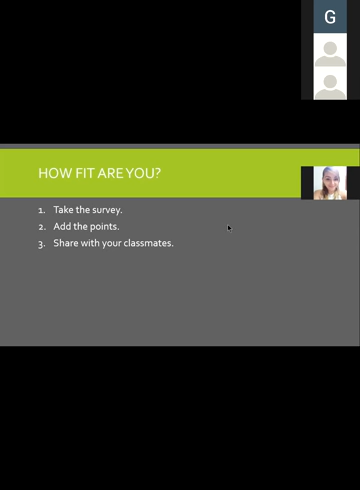 G
HOW FIT ARE YOU?
1. Take the survey.
2. Add the points.
3. Share with your classmates.